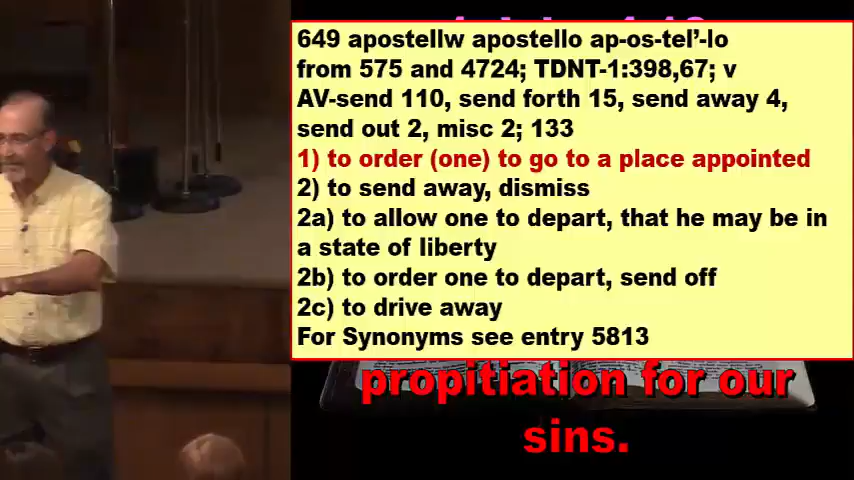 649 apostellw apostello ap-os-tel’-lo
from 575 and 4724; TDNT-1:398,67; v
AV-send 110, send forth 15, send away 4,
send out 2, misc 2; 133
1) to order (one) to go to a place appointed
2) to send away, dismiss
2a) to allow one to depart, that he may be in
a state of liberty
2b) to order one to depart, send off
2c) to drive away
For Synonyms see entry 5813
propitiation for our
sins.